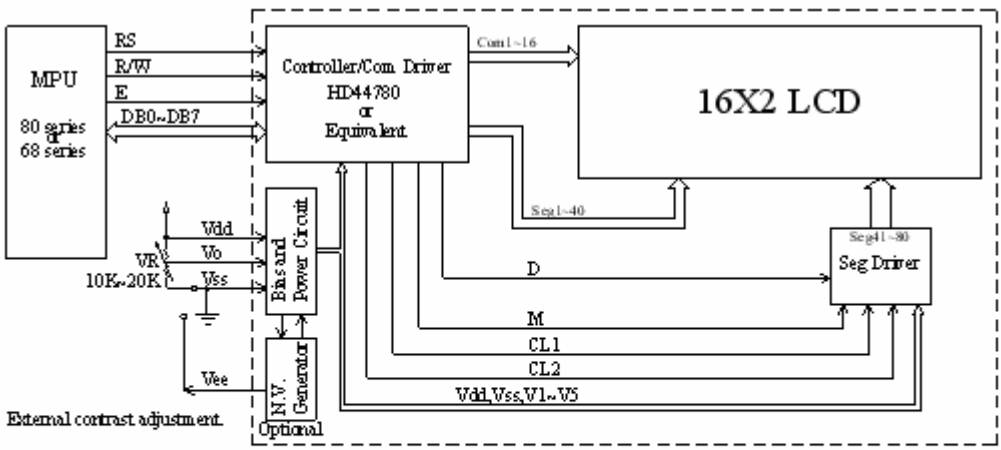 MPU
80 series
or
68 series
RS
R/W
E
DB0~DB7
Controller/Com Driver
HD44780
or
Equivalent
Com1~16
16X2 LCD
Seg1~40
Seg41~80
Seg Driver
Vdd
Vo
VR
10K~20K
Vss
Bias and
Power Circuit
D
M
CL1
CL2
Vdd,Vss,V1~V5
Vee
N.V.
Generator
Optional
External contrast adjustment.